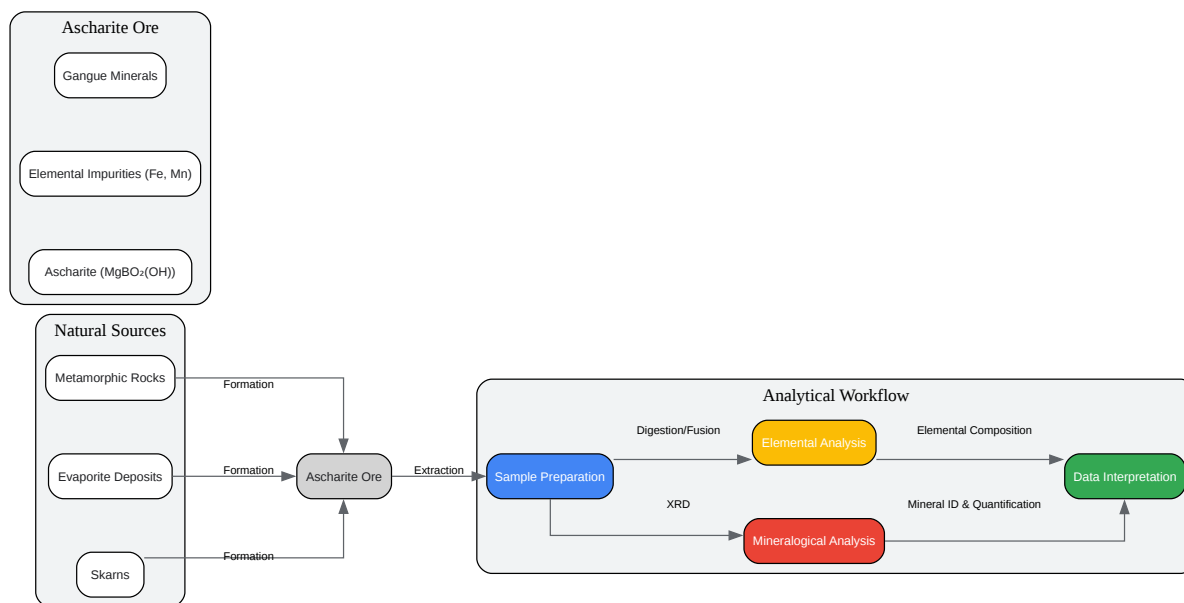 Ascharite Ore
Gangue Minerals
Elemental Impurities (Fe, Mn)
Ascharite (MgBO₂(OH))
Natural Sources
Metamorphic Rocks
Formation
Evaporite Deposits
Formation
Skarns
Formation
Ascharite Ore
Extraction
Analytical Workflow
Sample Preparation
Digestion/Fusion
Elemental Analysis
Elemental Composition
XRD
Mineralogical Analysis
Mineral ID & Quantification
Data Interpretation